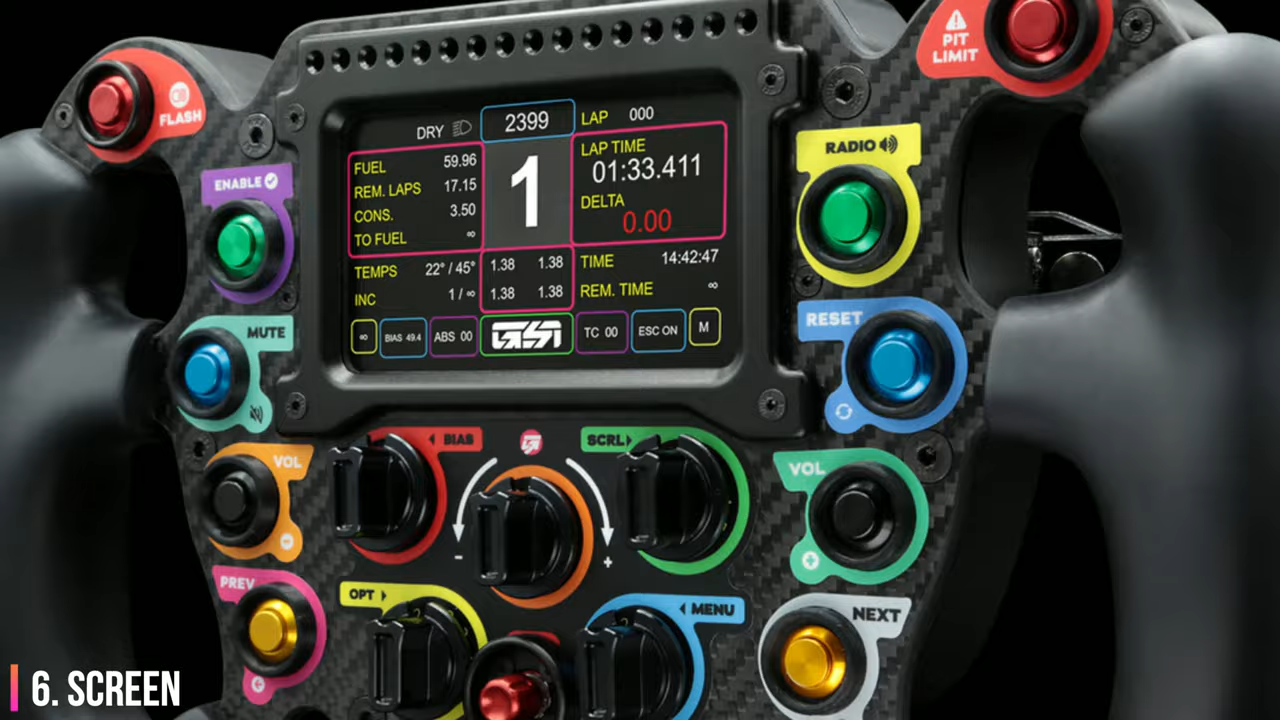 PIT
LIMIT
FLASH
DRY
2399
LAP 000
FUEL 59.96
REM. LAPS 17.15
CONS. 3.50
TO FUEL ∞
1
LAP TIME
01:33.411
DELTA
0.00
TEMPS 22° / 45°
INC 1 / ∞
1.38 1.38
1.38 1.38
TIME 14:42:47
REM. TIME ∞
∞
BIAS 49.4
ABS 00
GSI
TC 00
ESC ON
M
ENABLE
RADIO
MUTE
RESET
BIAS
SCRL
VOL
VOL
- +
PREV
OPT
MENU
NEXT
6. SCREEN